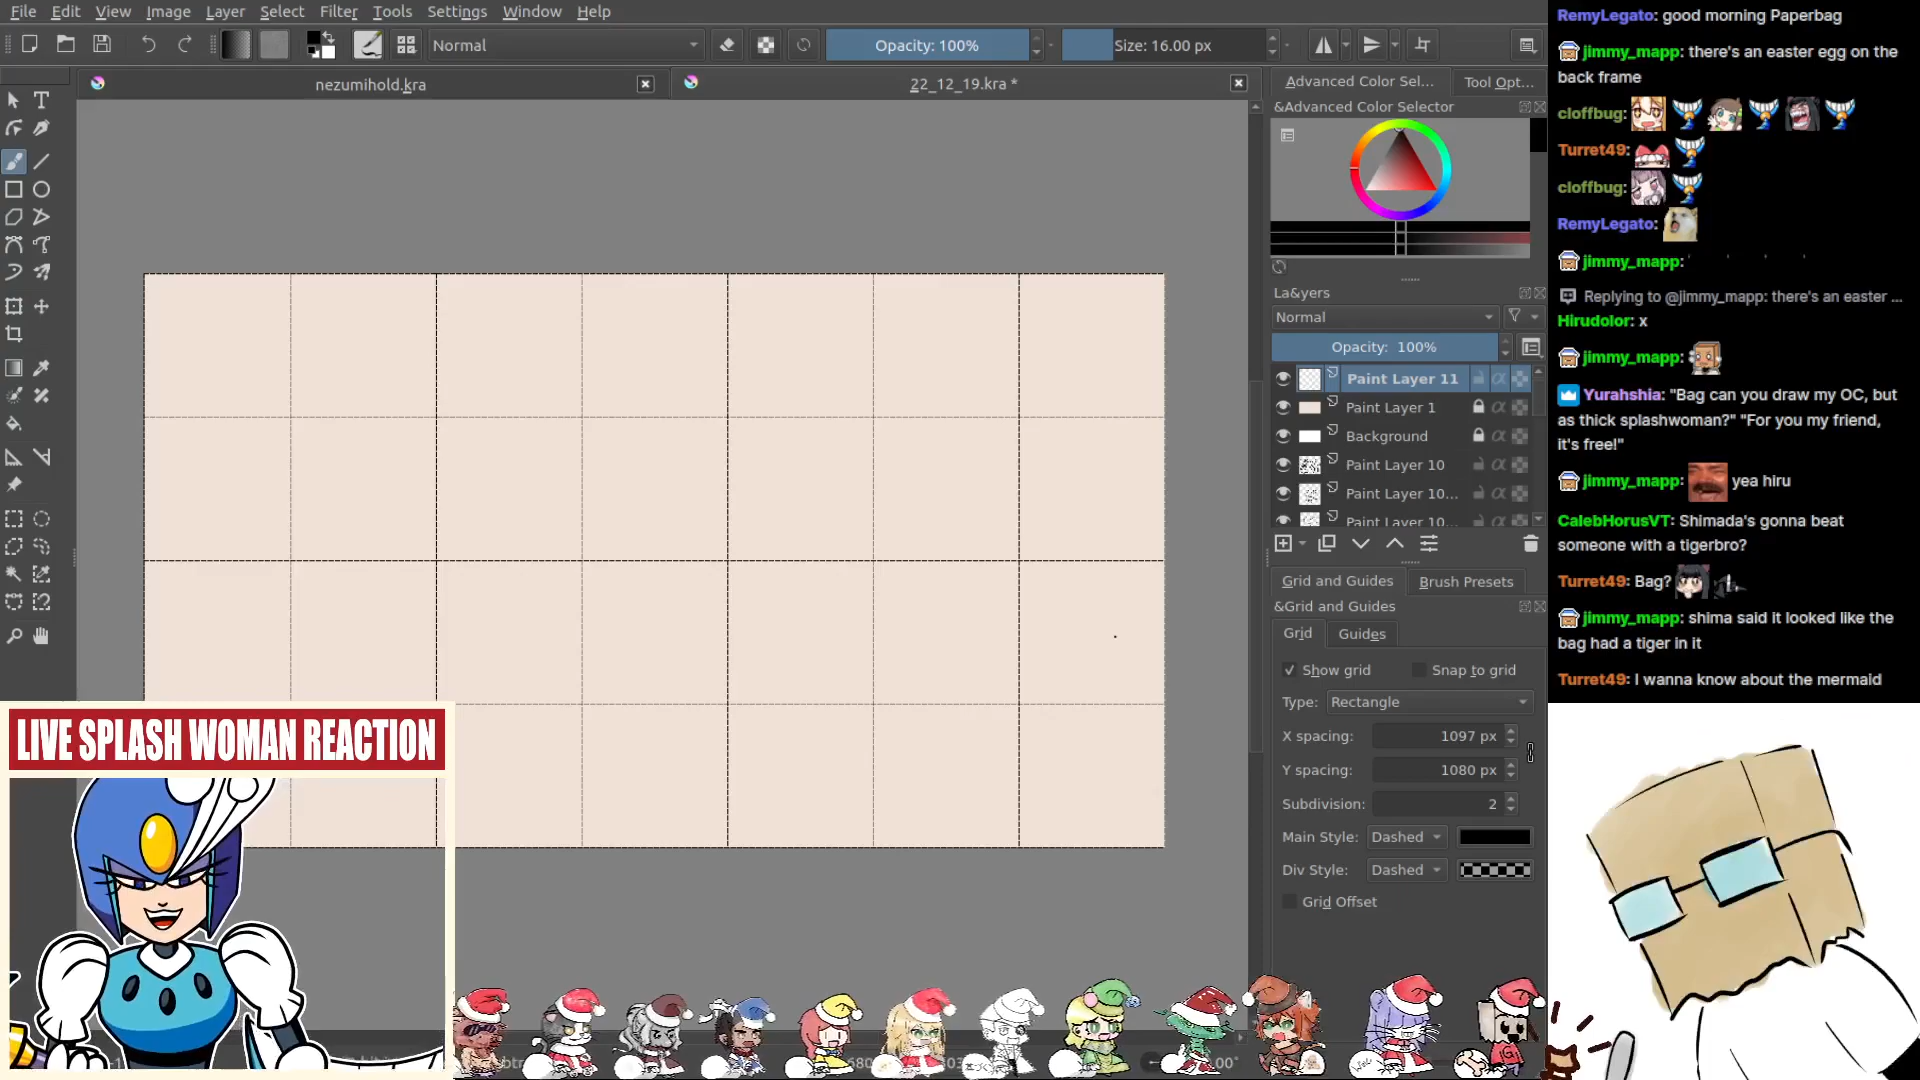 File Edit View Image Layer Select Filter Tools Settings Window Help
Normal Opacity: 100% Size: 16.00 px
nezumihold.kra
22_12_19.kra *
Advanced Color Sel... Tool Opt...
&Advanced Color Selector
La&yers
Normal
Opacity: 100%
Paint Layer 11
Paint Layer 1
Background
Paint Layer 10
Paint Layer 10...
Paint Layer 10...
Grid and Guides Brush Presets
&Grid and Guides
Grid Guides
Show grid Snap to grid
Type: Rectangle
X spacing: 1097 px
Y spacing: 1080 px
Subdivision: 2
Main Style: Dashed
Div Style: Dashed
Grid Offset
LIVE SPLASH WOMAN REACTION
RemyLegato: good morning Paperbag
jimmy_mapp: there's an easter egg on the
back frame
cloffbug:
Turret49:
cloffbug:
RemyLegato:
jimmy_mapp:
Replying to @jimmy_mapp: there's an easter ...
Hirudolor: x
jimmy_mapp:
Yurahshia: "Bag can you draw my OC, but
as thick splashwoman?" "For you my friend,
it's free!"
jimmy_mapp: yea hiru
CalebHorusVT: Shimada's gonna beat
someone with a tigerbro?
Turret49: Bag?
jimmy_mapp: shima said it looked like the
bag had a tiger in it
Turret49: I wanna know about the mermaid